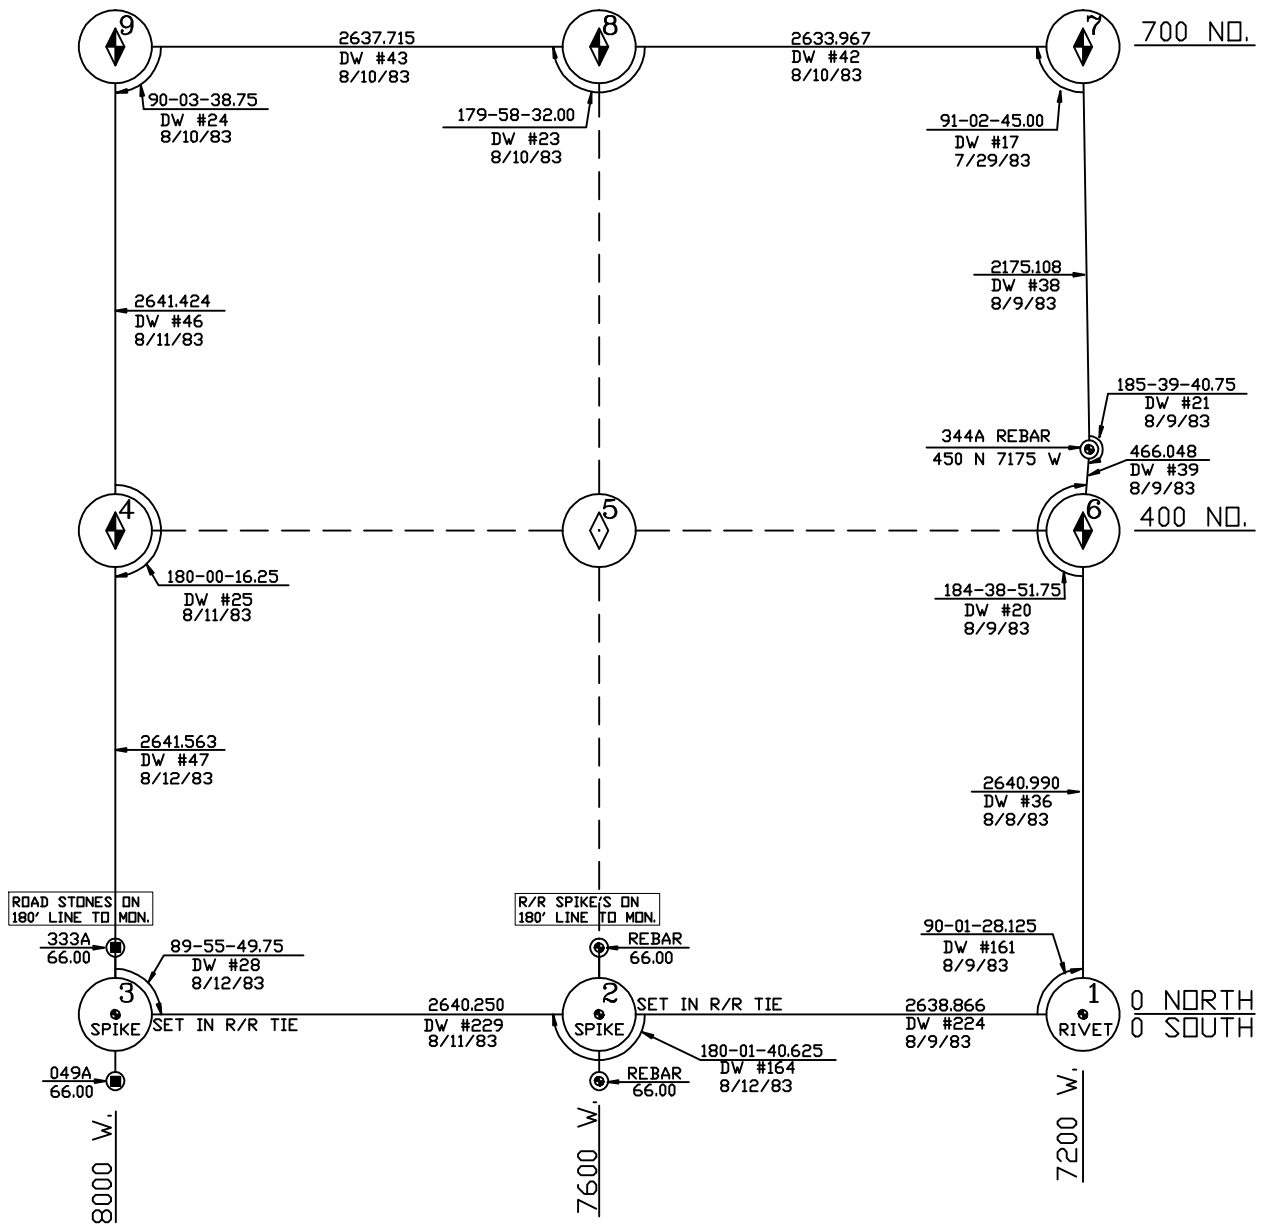 9
2637.715
DW #43
8/10/83
8
2633.967
DW #42
8/10/83
7
700 NO.
90-03-38.75
DW #24
8/10/83
179-58-32.00
DW #23
8/10/83
91-02-45.00
DW #17
7/29/83
2641.424
DW #46
8/11/83
2175.108
DW #38
8/9/83
185-39-40.75
DW #21
8/9/83
344A REBAR
450 N 7175 W
466.048
DW #39
8/9/83
4
5
6
400 NO.
180-00-16.25
DW #25
8/11/83
184-38-51.75
DW #20
8/9/83
2641.563
DW #47
8/12/83
2640.990
DW #36
8/8/83
ROAD STONES ON
180' LINE TO MON.
R/R SPIKE'S ON
180' LINE TO MON.
333A
66.00
89-55-49.75
DW #28
8/12/83
REBAR
66.00
90-01-28.125
DW #161
8/9/83
3
SPIKE
SET IN R/R TIE
2640.250
DW #229
8/11/83
2
SPIKE
SET IN R/R TIE
2638.866
DW #224
8/9/83
1
RIVET
0 NORTH
0 SOUTH
180-01-40.625
DW #164
8/12/83
049A
66.00
REBAR
66.00
8000 W.
7600 W.
7200 W.